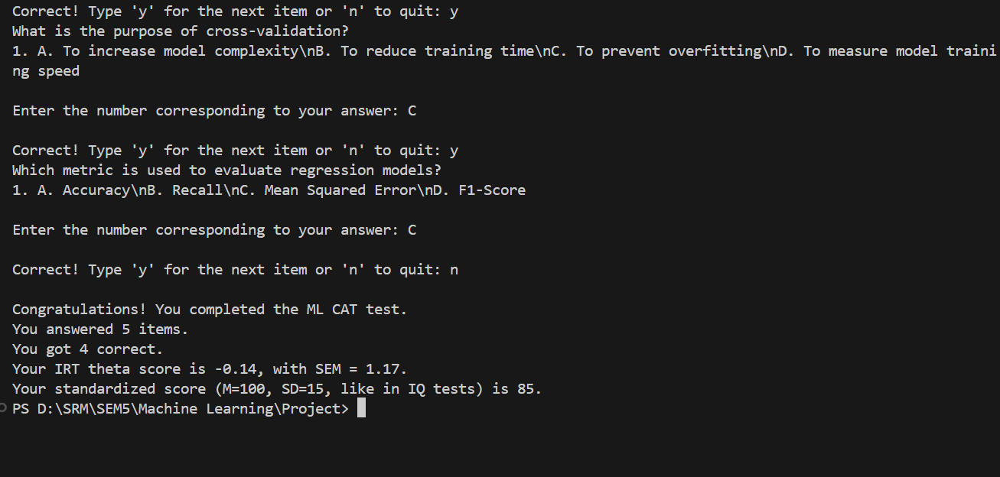 Correct! Type 'y' for the next item or 'n' to quit: y
What is the purpose of cross-validation?
1. A. To increase model complexity\nB. To reduce training time\nC. To prevent overfitting\nD. To measure model traini
ng speed
Enter the number corresponding to your answer: C
Correct! Type 'y' for the next item or 'n' to quit: y
Which metric is used to evaluate regression models?
1. A. Accuracy\nB. Recall\nC. Mean Squared Error\nD. F1-Score
Enter the number corresponding to your answer: C
Correct! Type 'y' for the next item or 'n' to quit: n
Congratulations! You completed the ML CAT test.
You answered 5 items.
You got 4 correct.
Your IRT theta score is -0.14, with SEM = 1.17.
Your standardized score (M=100, SD=15, like in IQ tests) is 85.
PS D:\SRM\SEM5\Machine Learning\Project>